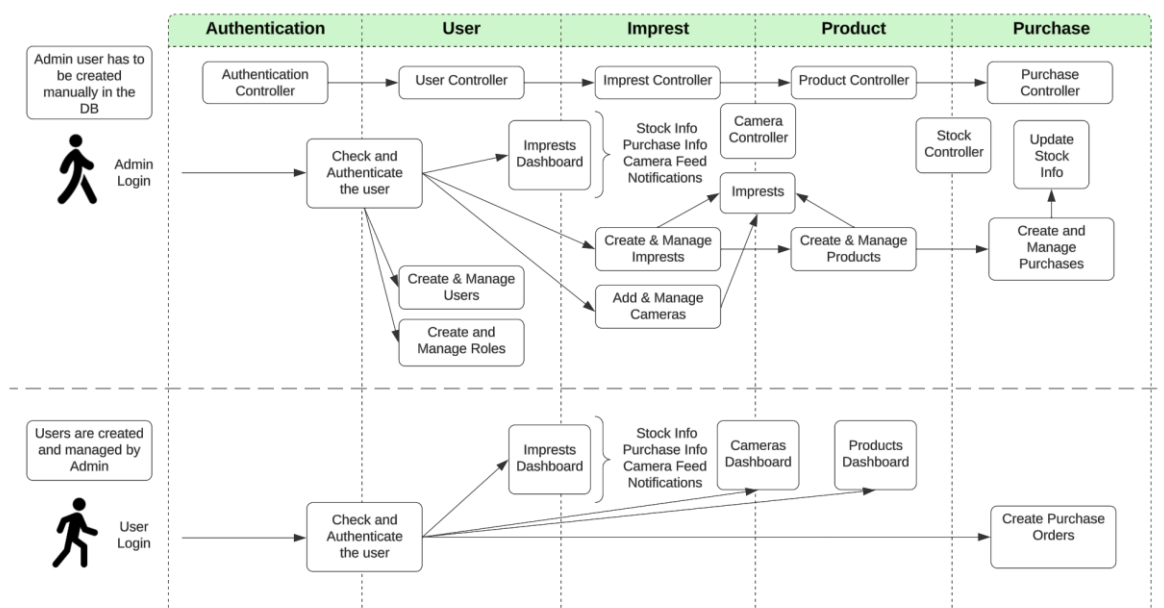 Authentication
User
Imprest
Product
Purchase
Admin user has to
be created
manually in the
DB
Authentication
Controller
User Controller
Imprest Controller
Product Controller
Purchase
Controller
Admin
Login
Check and
Authenticate
the user
Imprests
Dashboard
Stock Info
Purchase Info
Camera Feed
Notifications
Camera
Controller
Stock
Controller
Update
Stock
Info
Imprests
Create & Manage
Imprests
Create & Manage
Products
Create and
Manage
Purchases
Create & Manage
Users
Add & Manage
Cameras
Create and
Manage Roles
Users are created
and managed by
Admin
Imprests
Dashboard
Stock Info
Purchase Info
Camera Feed
Notifications
Cameras
Dashboard
Products
Dashboard
User
Login
Check and
Authenticate
the user
Create Purchase
Orders